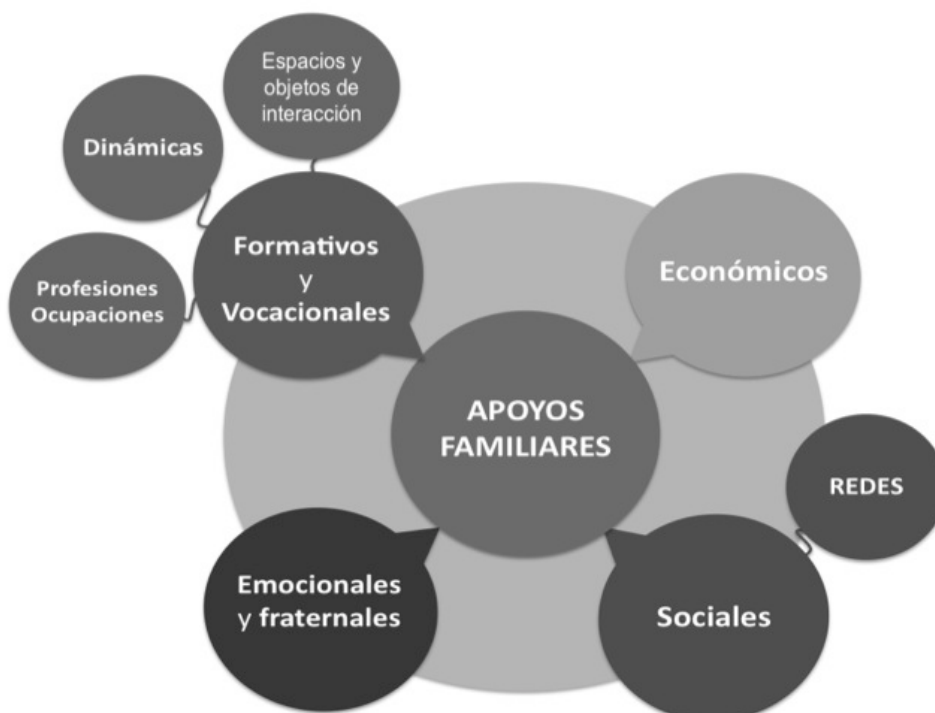 Espacios y
objetos de
interacción
Dinámicas
Profesiones
Ocupaciones
Formativos
y
Vocacionales
Económicos
APOYOS
FAMILIARES
REDES
Emocionales
y fraternales
Sociales